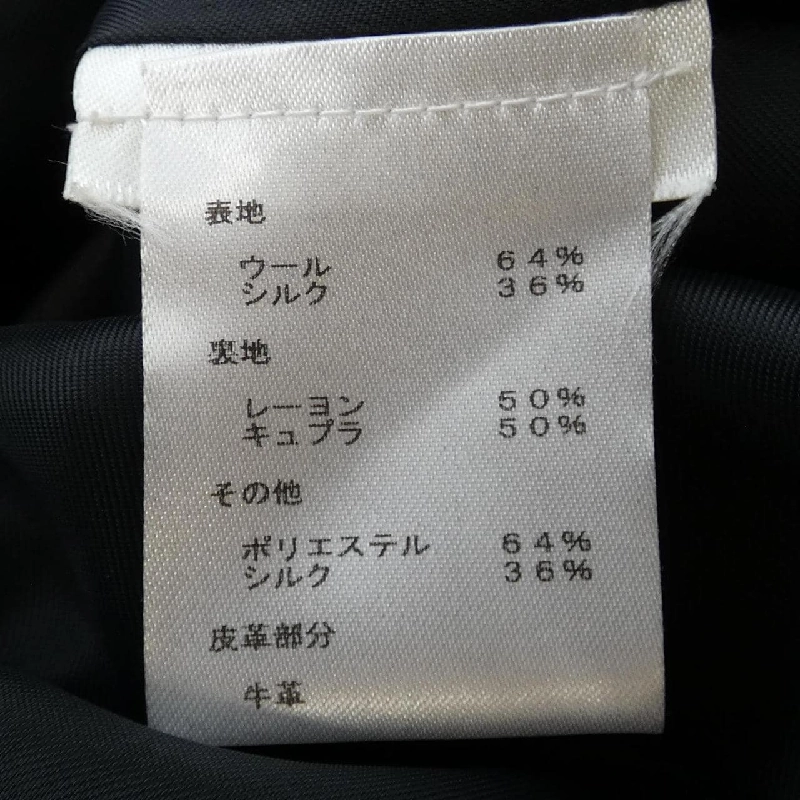 表地
ウール 64%
シルク 36%
裏地
レーヨン 50%
キュプラ 50%
その他
ポリエステル 64%
シルク 36%
皮革部分
牛革